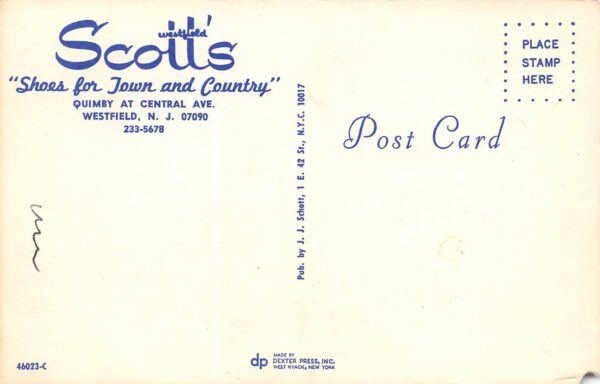 Scott's
westfield
"Shoes for Town and Country"
QUIMBY AT CENTRAL AVE.
WESTFIELD, N. J. 07090
233-5678
Pub. by J. J. Schott, 1 E. 42 St., N.Y.C. 10017
Post Card
PLACE
STAMP
HERE
46023-C
dp
MADE BY
DEXTER PRESS, INC.
WEST NYACK, NEW YORK